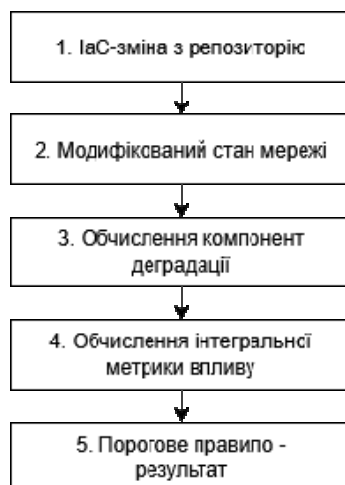 1. ІаС-зміна з репозиторію
2. Модифікований стан мережі
3. Обчислення компонент
деградації
4. Обчислення інтегральної
метрики впливу
5. Порогове правило -
результат